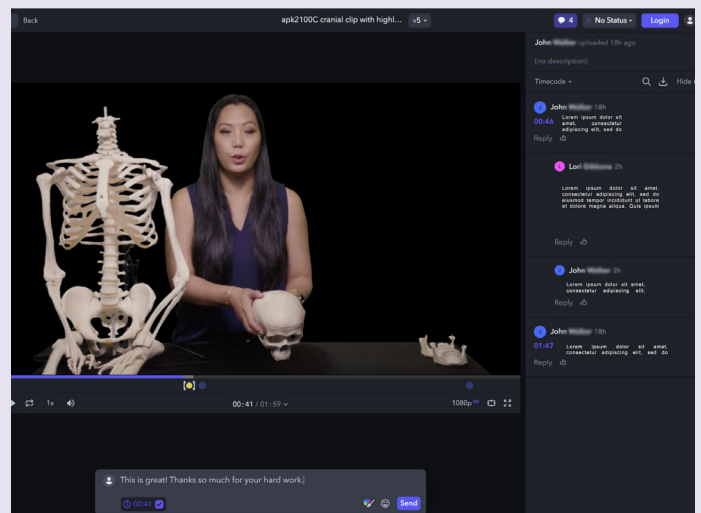 Back
apk2100C cranial clip with highl... v5
4 No Status Login
John uploaded 18h ago
(no description)
Timecode Hide
John 18h
00:46 Lorem ipsum dolor sit
amet, consectetur
adipiscing elit, sed do
Reply
Lori 2h
Lorem ipsum dolor sit amet,
consectetur adipiscing elit, sed do
eiusmod tempor incididunt ut labore
et dolore magna aliqua. Quis ipsum
Reply
John 2h
Lorem ipsum dolor sit amet,
consectetur adipiscing elit,
Reply
John 18h
01:47 Lorem ipsum dolor sit amet,
consectetur adipiscing elit, sed do
Reply
1x 00:41 / 01:59 1080p HD
This is great! Thanks so much for your hard work.
00:41 Send